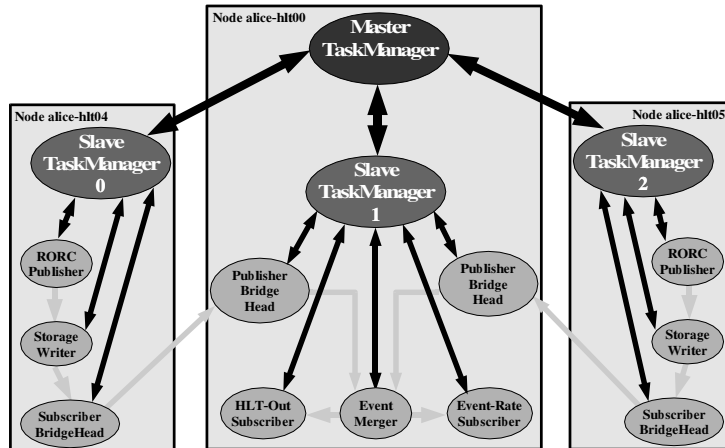 Node alice-hlt00
Master
TaskManager
Node alice-hlt04
Slave
TaskManager
0
RORC
Publisher
Storage
Writer
Subscriber
BridgeHead
Slave
TaskManager
1
Publisher
Bridge
Head
Publisher
Bridge
Head
HLT-Out
Subscriber
Event
Merger
Event-Rate
Subscriber
Node alice-hlt05
Slave
TaskManager
2
RORC
Publisher
Storage
Writer
Subscriber
BridgeHead